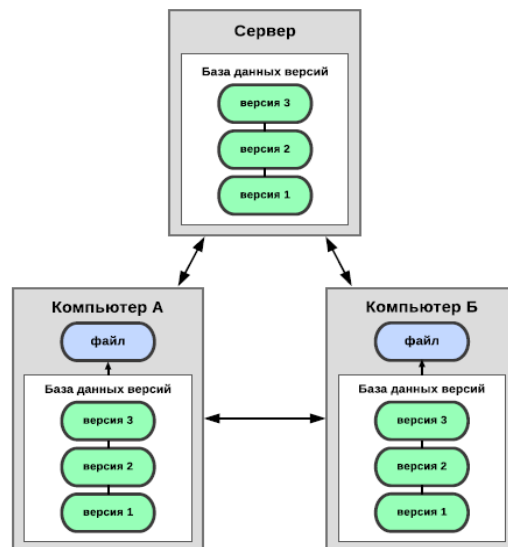 Сервер
База данных версий
версия 3
версия 2
версия 1
Компьютер А
файл
База данных версий
версия 3
версия 2
версия 1
Компьютер Б
файл
База данных версий
версия 3
версия 2
версия 1